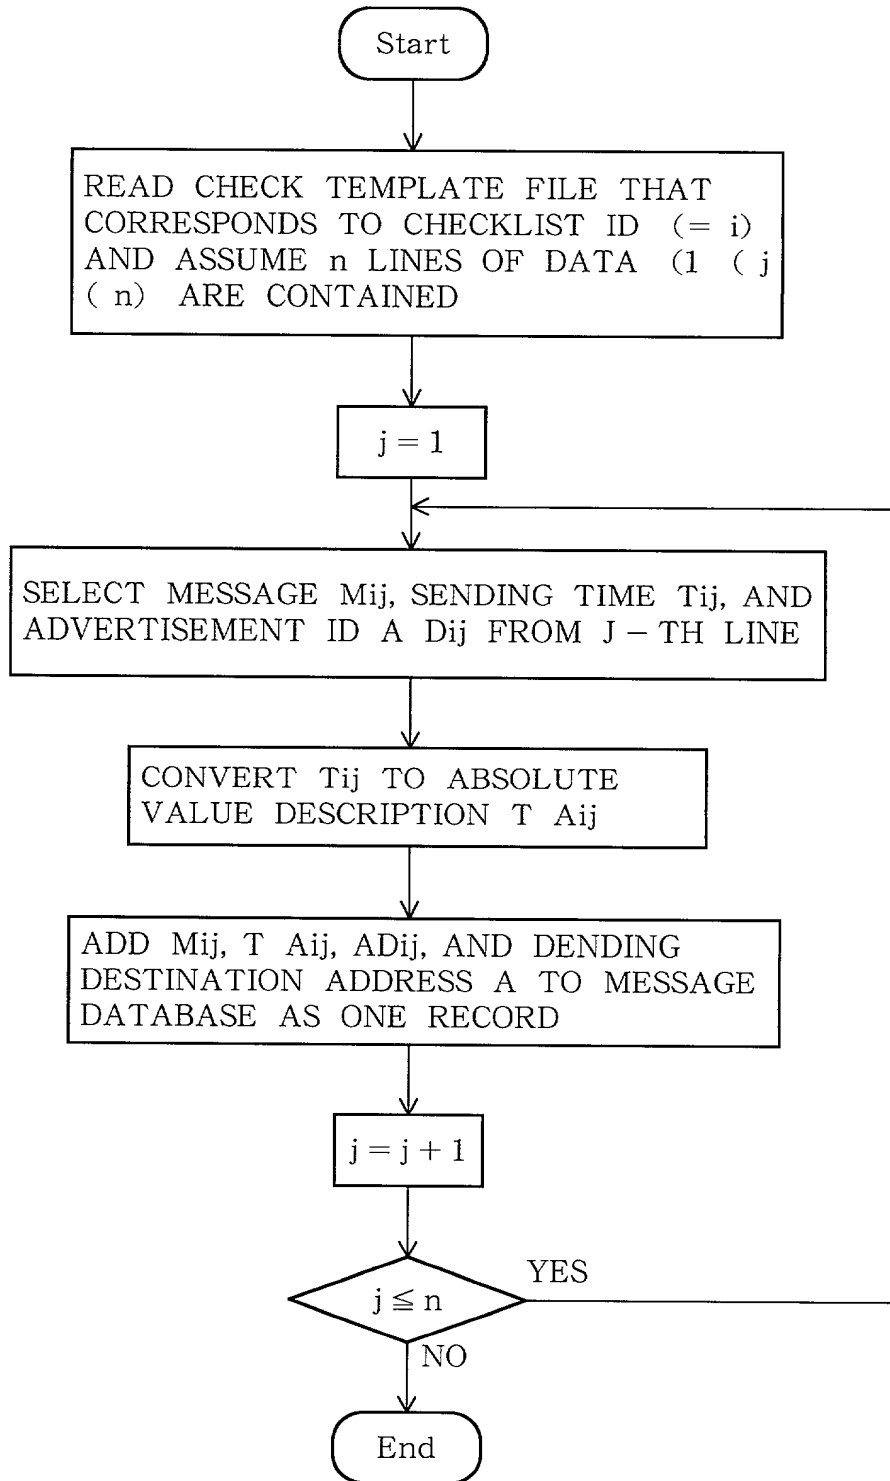 Start
READ CHECK TEMPLATE FILE THAT
CORRESPONDS TO CHECKLIST ID (= i)
AND ASSUME n LINES OF DATA (1 ( j
( n) ARE CONTAINED
j = 1
SELECT MESSAGE Mij, SENDING TIME Tij, AND
ADVERTISEMENT ID A Dij FROM J – TH LINE
CONVERT Tij TO ABSOLUTE
VALUE DESCRIPTION T Aij
ADD Mij, T Aij, ADij, AND DENDING
DESTINATION ADDRESS A TO MESSAGE
DATABASE AS ONE RECORD
j = j + 1
YES
j ≦ n
NO
End